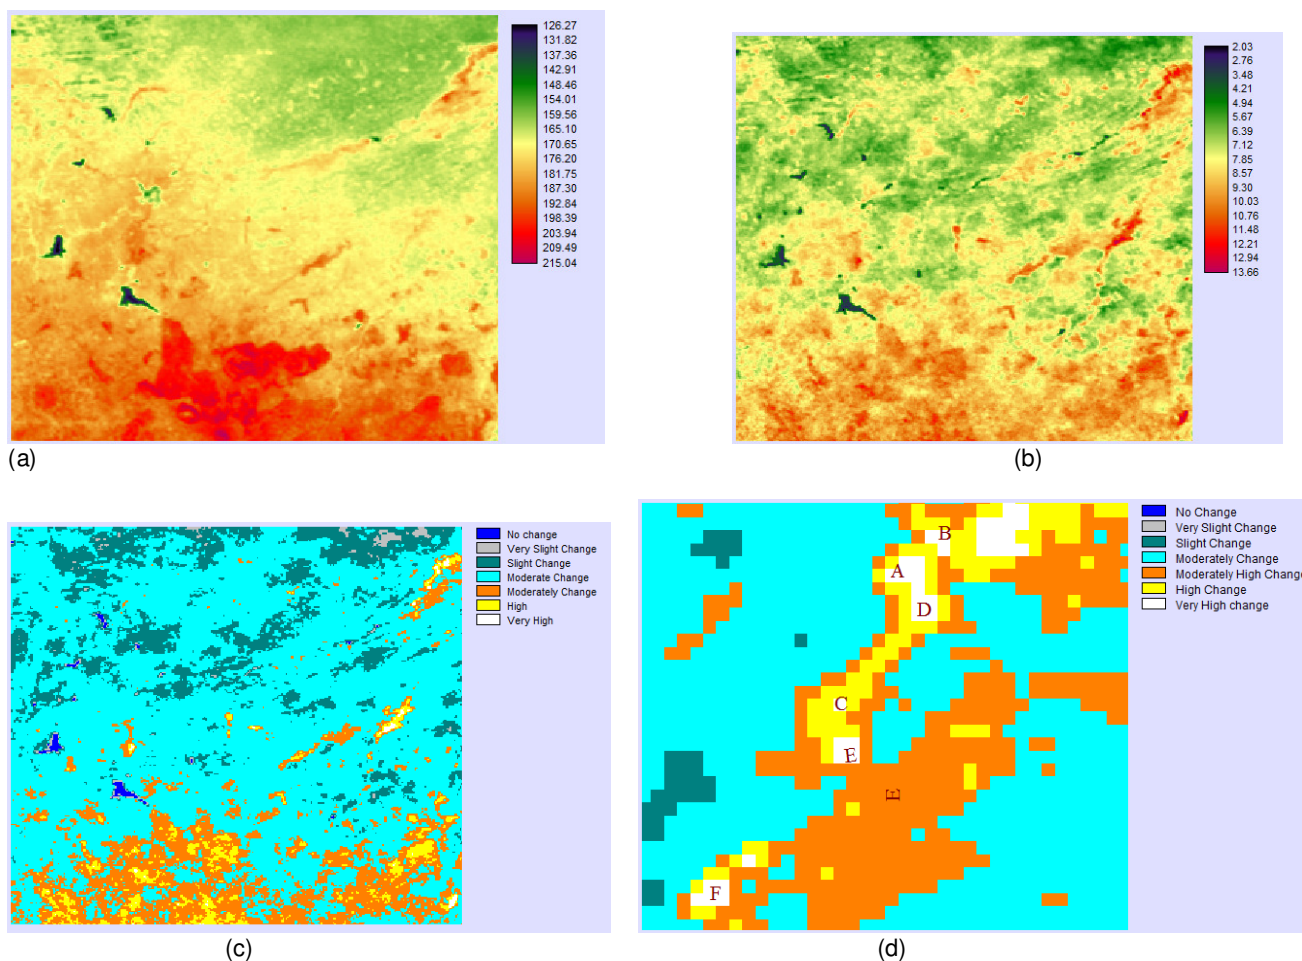 126.27
131.82
137.36
142.91
148.46
154.01
159.56
165.10
170.65
176.20
181.75
187.30
192.84
198.39
203.94
209.49
215.04
(a)
2.03
2.76
3.48
4.21
4.94
5.67
6.39
7.12
7.85
8.57
9.30
10.03
10.76
11.48
12.21
12.94
13.66
(b)
No change
Very Slight Change
Slight Change
Moderate Change
Moderately Change
High
Very High
(c)
B
A
D
C
E
E
F
No Change
Very Slight Change
Slight Change
Moderately Change
Moderately High Change
High Change
Very High change
(d)